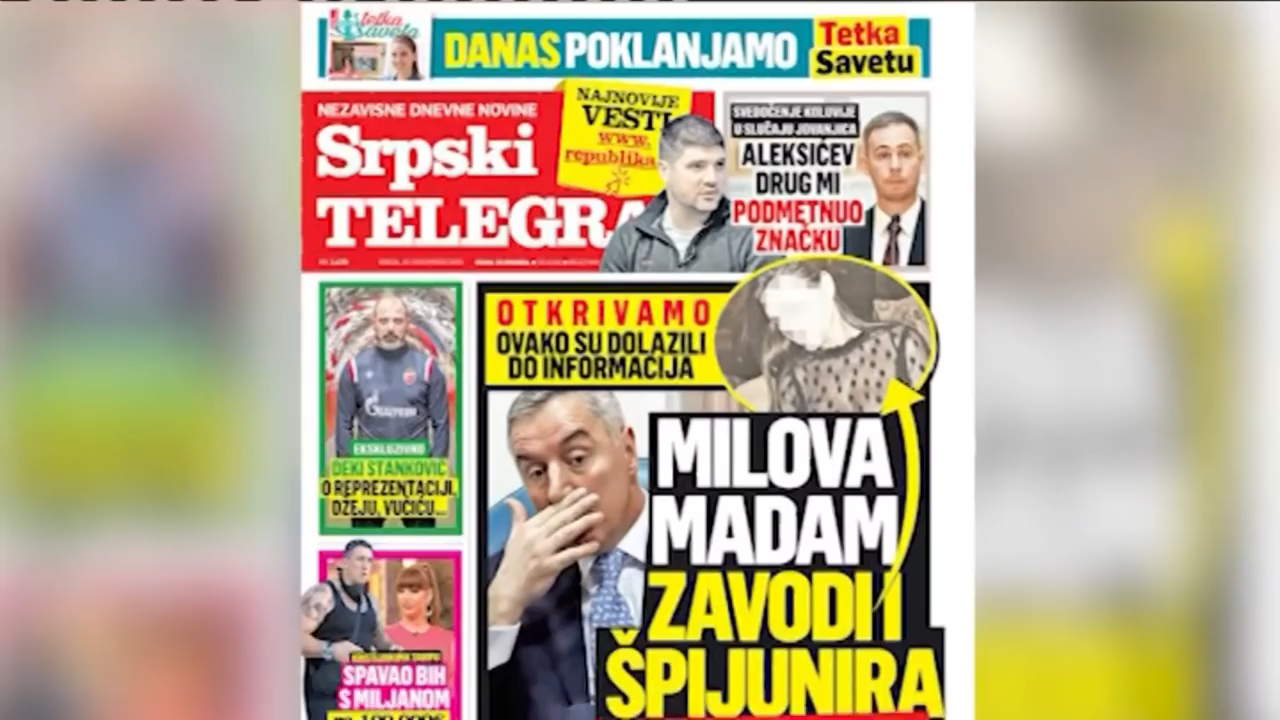 tetka
saveta
DANAS POKLANJAMO
Tetka
Savetu
NEZAVISNE DNEVNE NOVINE
Srpski
TELEGRA
NAJNOVIJE
VESTI
www.
republika
SVEDOČENJE KOLUVIJE
U SLUČAJU JOVANJICA
ALEKSIĆEV
DRUG MI
PODMETNUO
ZNAČKU
EKSKLUZIVNO
DEKI STANKOVIĆ
O REPREZENTACIJI,
DZEJU, VUČIĆU...
OTKRIVAMO
OVAKO SU DOLAZILI
DO INFORMACIJA
MILOVA
MADAM
ZAVODI I
ŠPIJUNIRA
SPAVAO BIH
S MILJANOM